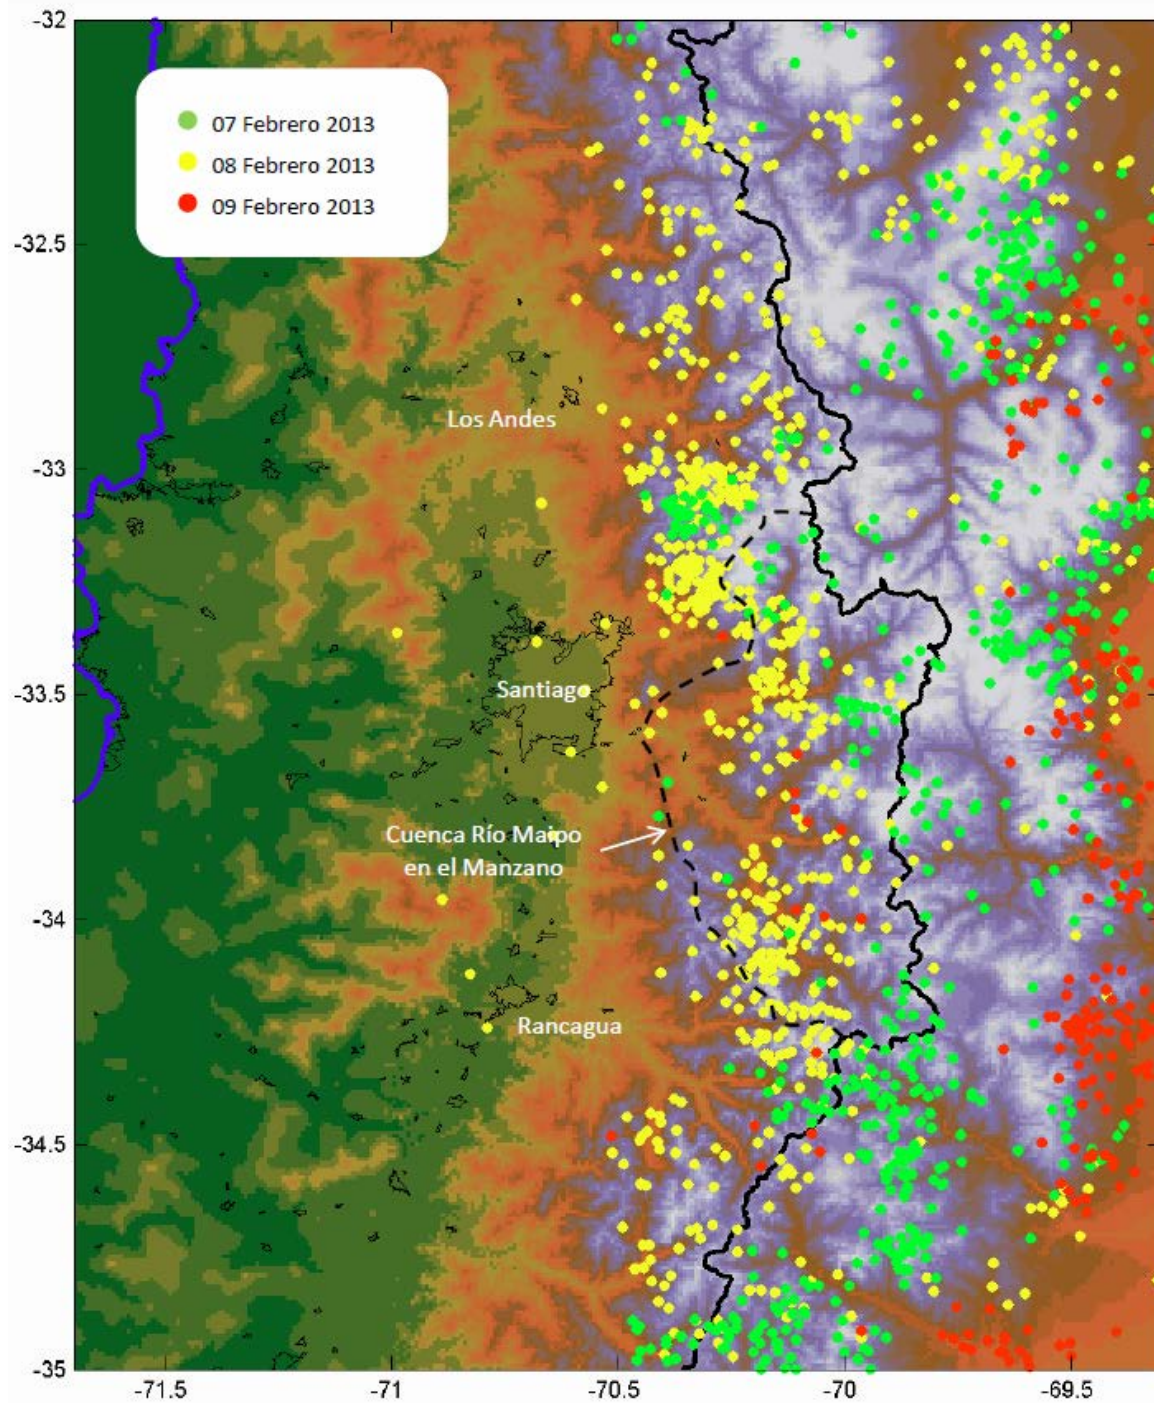 -32
07 Febrero 2013
08 Febrero 2013
09 Febrero 2013
-32.5
Los Andes
-33
-33.5
Santiago
Cuenca Río Maipo
en el Manzano
-34
Rancagua
-34.5
-35
-71.5
-71
-70.5
-70
-69.5